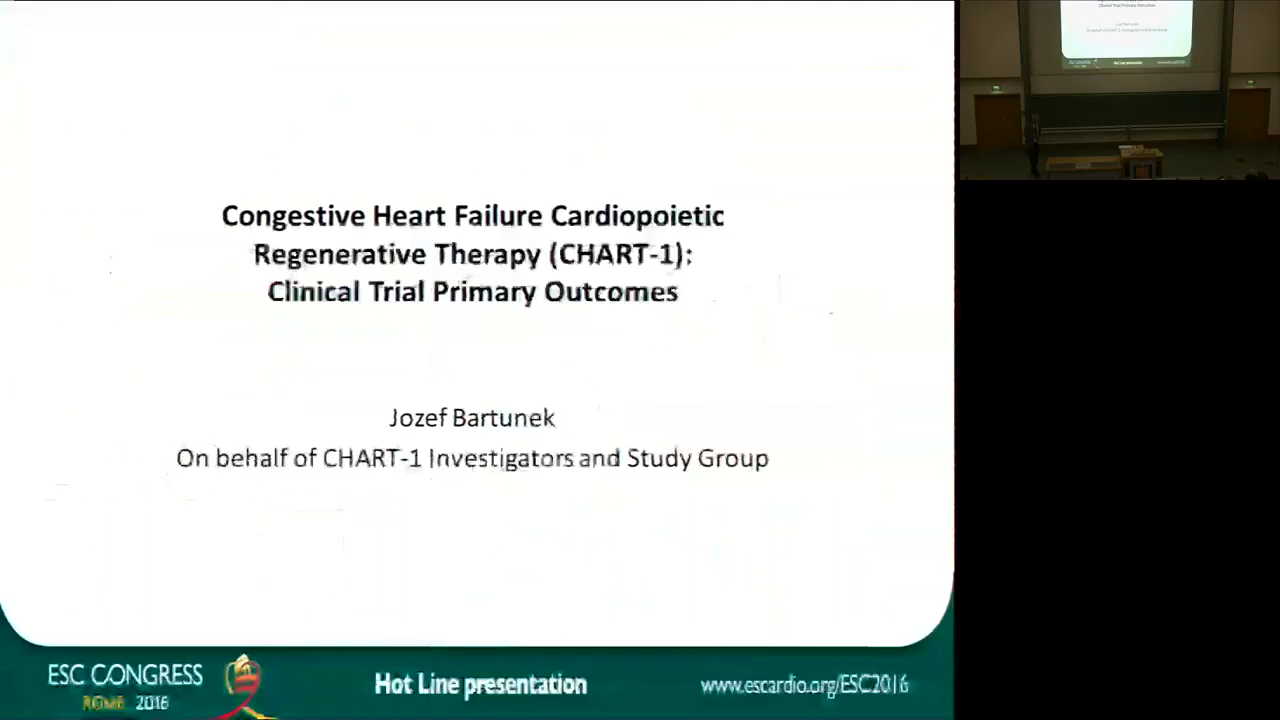 Congestive Heart Failure Cardiopoietic
Regenerative Therapy (CHART-1):
Clinical Trial Primary Outcomes
Jozef Bartunek
On behalf of CHART-1 Investigators and Study Group
ESC CONGRESS
ROME 2016
Hot Line presentation
www.escardio.org/ESC2016